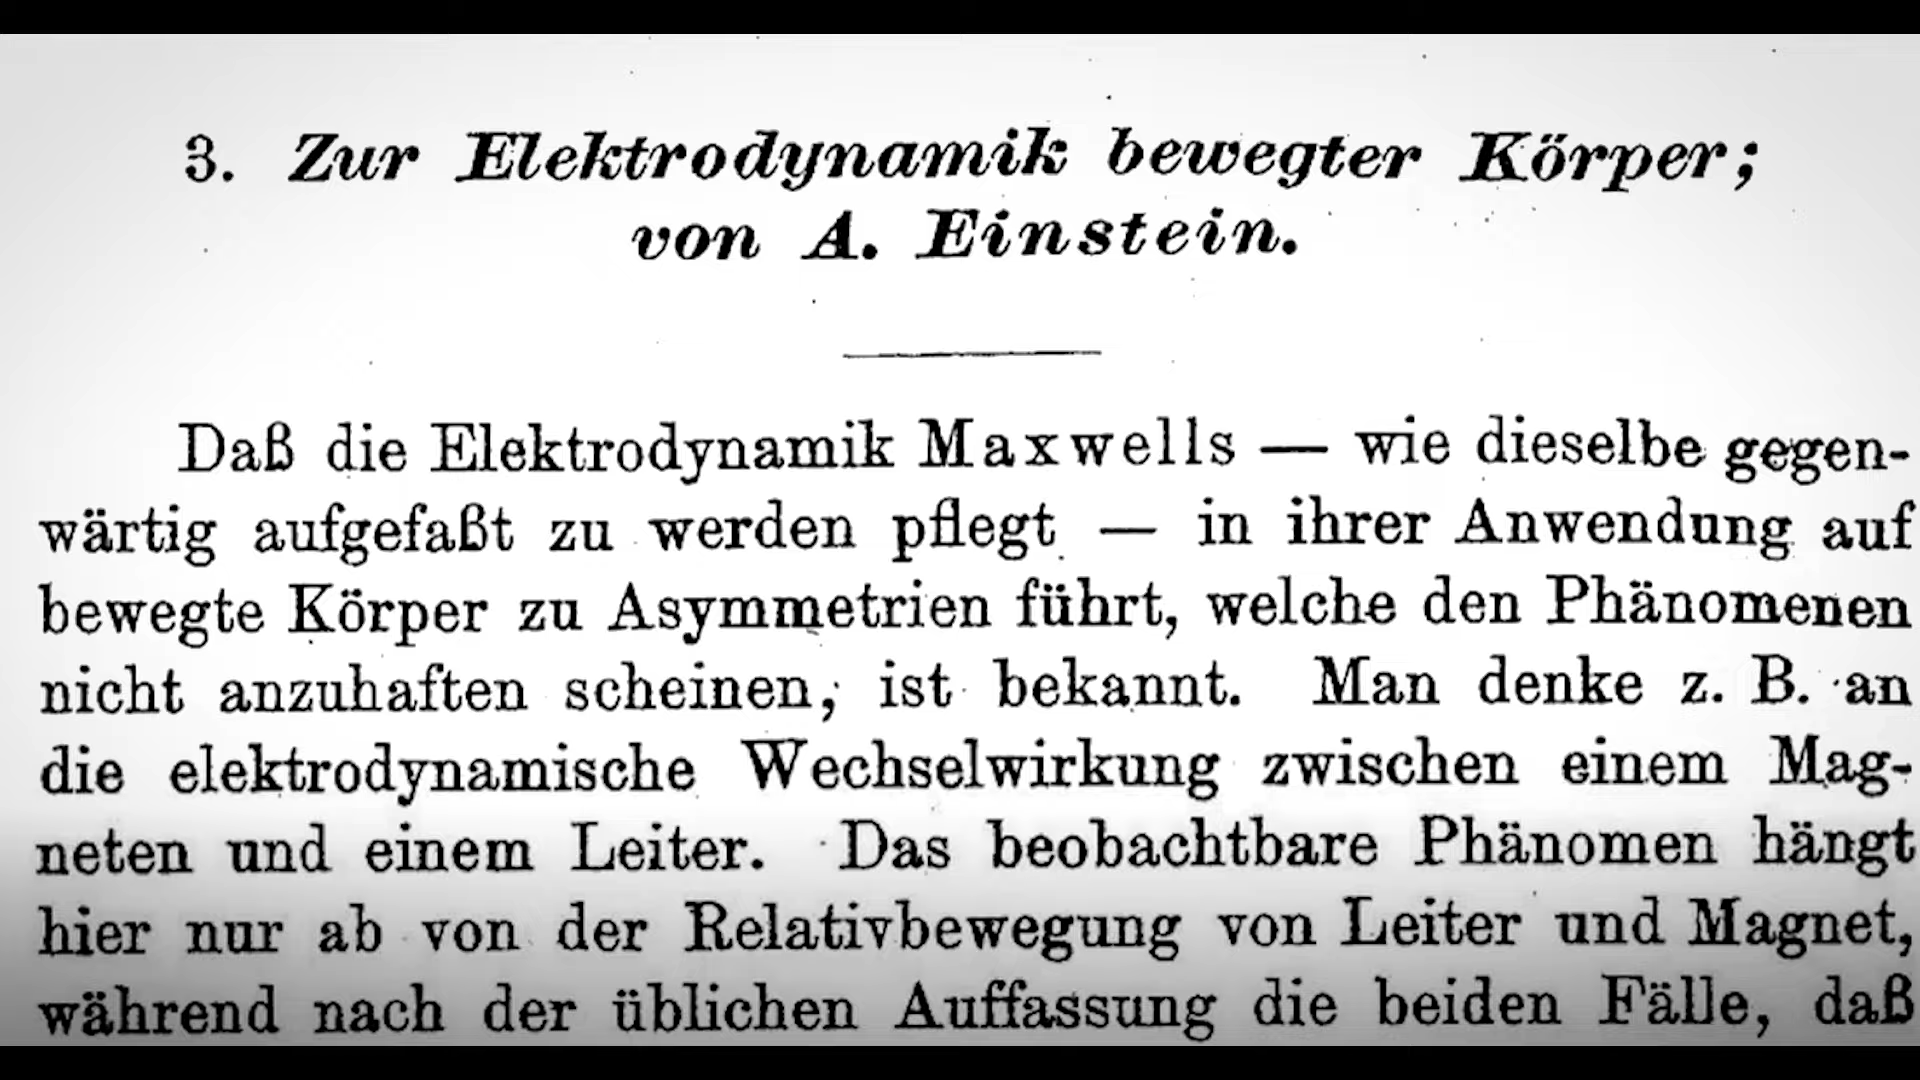 3. Zur Elektrodynamik bewegter Körper;
von A. Einstein.
Daß die Elektrodynamik Maxwells — wie dieselbe gegen-
wärtig aufgefaßt zu werden pflegt — in ihrer Anwendung auf
bewegte Körper zu Asymmetrien führt, welche den Phänomenen
nicht anzuhaften scheinen, ist bekannt. Man denke z. B. an
die elektrodynamische Wechselwirkung zwischen einem Mag-
neten und einem Leiter. Das beobachtbare Phänomen hängt
hier nur ab von der Relativbewegung von Leiter und Magnet,
während nach der üblichen Auffassung die beiden Fälle, daß